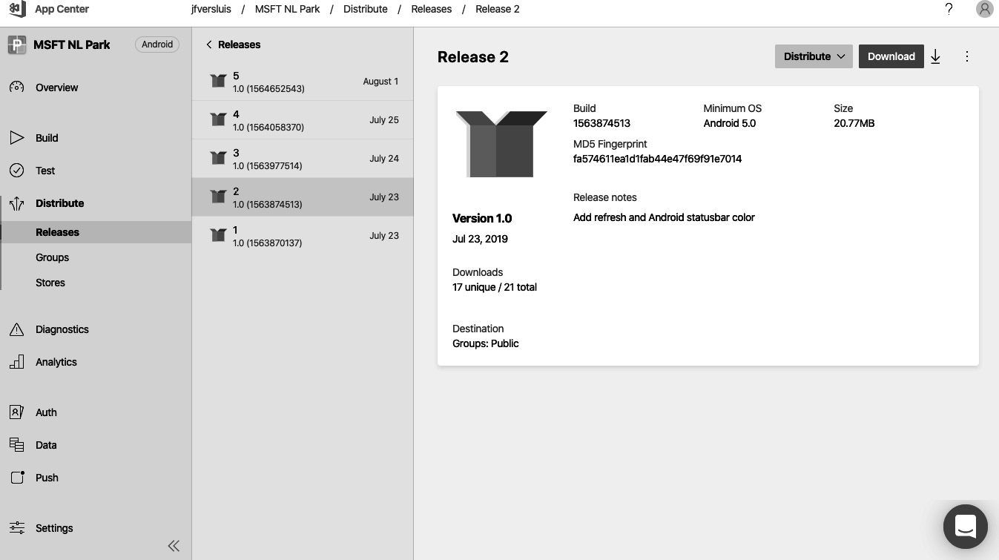 App Center
jfversluis / MSFT NL Park / Distribute / Releases / Release 2
?
MSFT NL Park
Android
Overview
Build
Test
Distribute
Releases
Groups
Stores
Diagnostics
Analytics
Auth
Data
Push
Settings
Releases
5
1.0 (1564652543)
August 1
4
1.0 (1564058370)
July 25
3
1.0 (1563977514)
July 24
2
1.0 (1563874513)
July 23
1
1.0 (1563870137)
July 23
Release 2
Distribute
Download
Version 1.0
Jul 23, 2019
Downloads
17 unique / 21 total
Destination
Groups: Public
Build
1563874513
Minimum OS
Android 5.0
Size
20.77MB
MD5 Fingerprint
fa574611ea1d1fab44e47f69f91e7014
Release notes
Add refresh and Android statusbar color